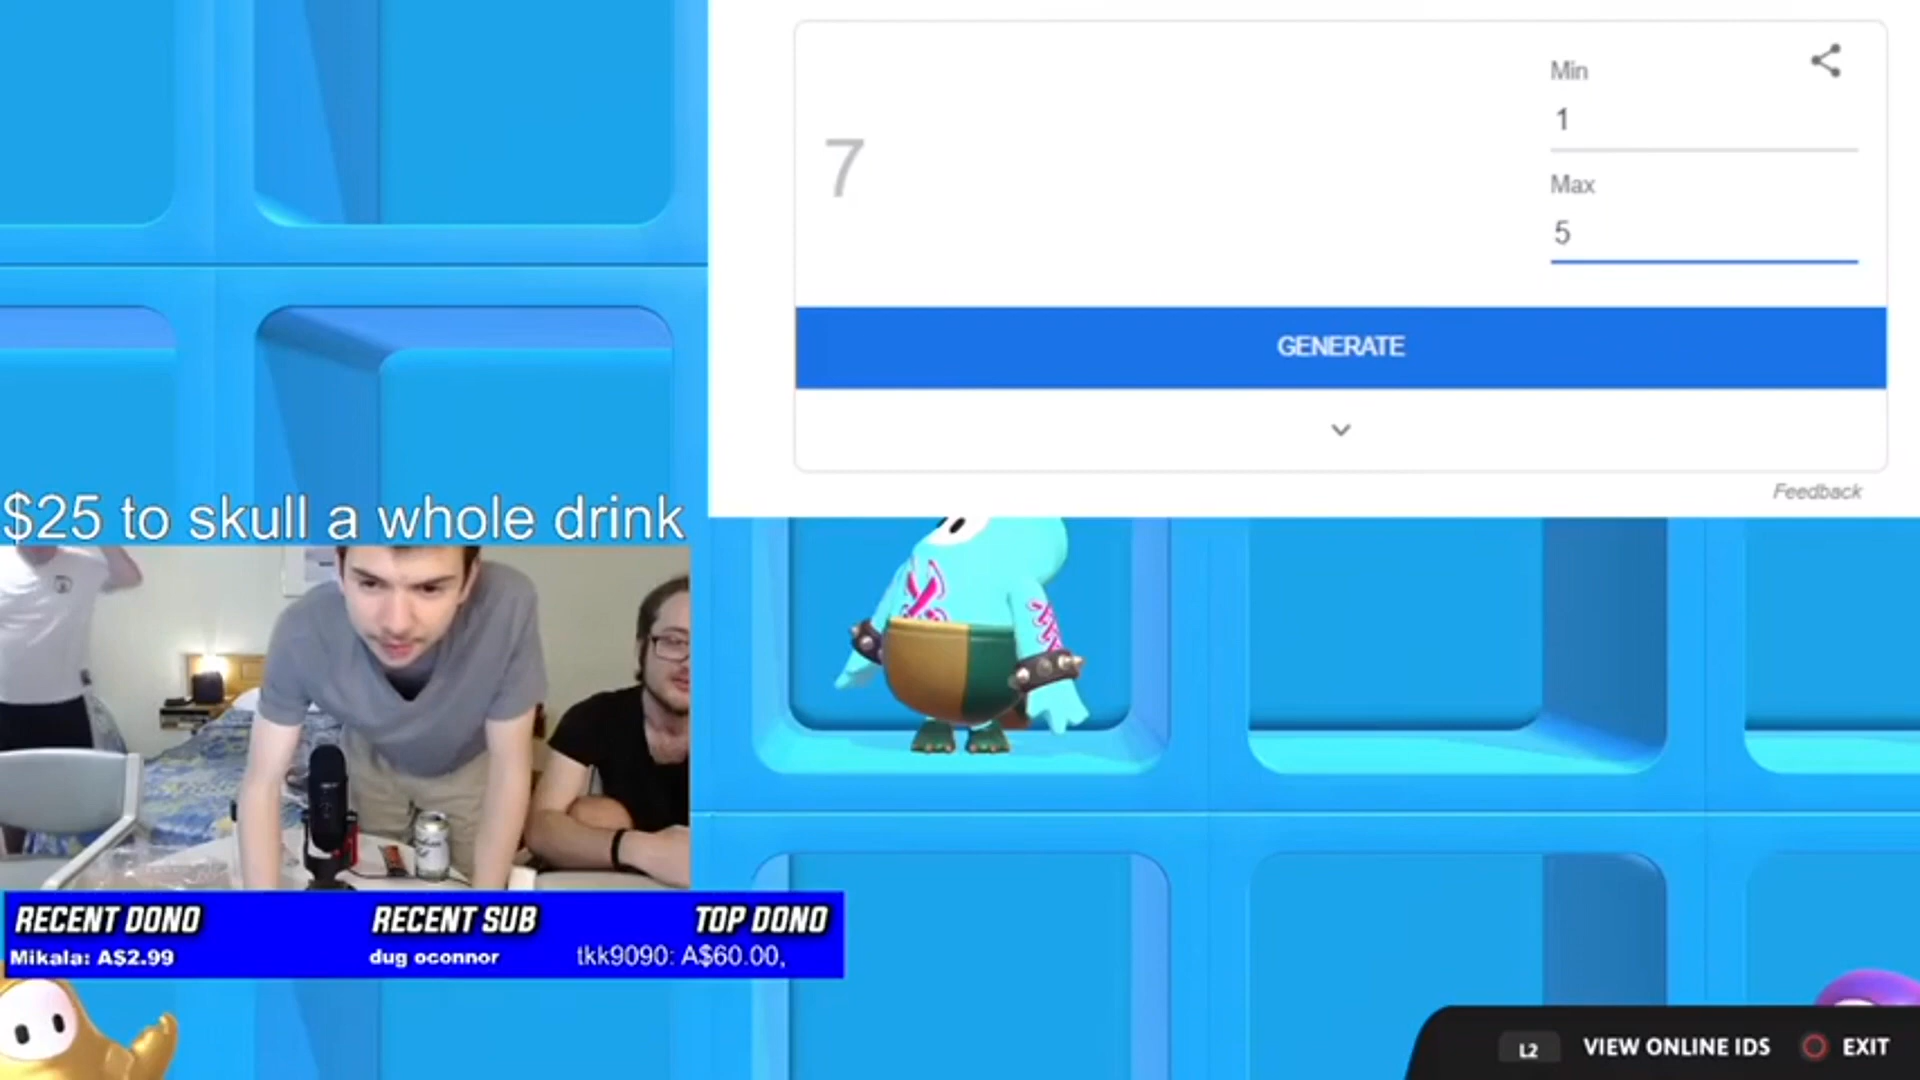 Min
1
7
Max
5
GENERATE
Feedback
$25 to skull a whole drink
RECENT DONO RECENT SUB TOP DONO
Mikala: A$2.99 dug oconnor tkk9090: A$60.00,
L2 VIEW ONLINE IDS EXIT